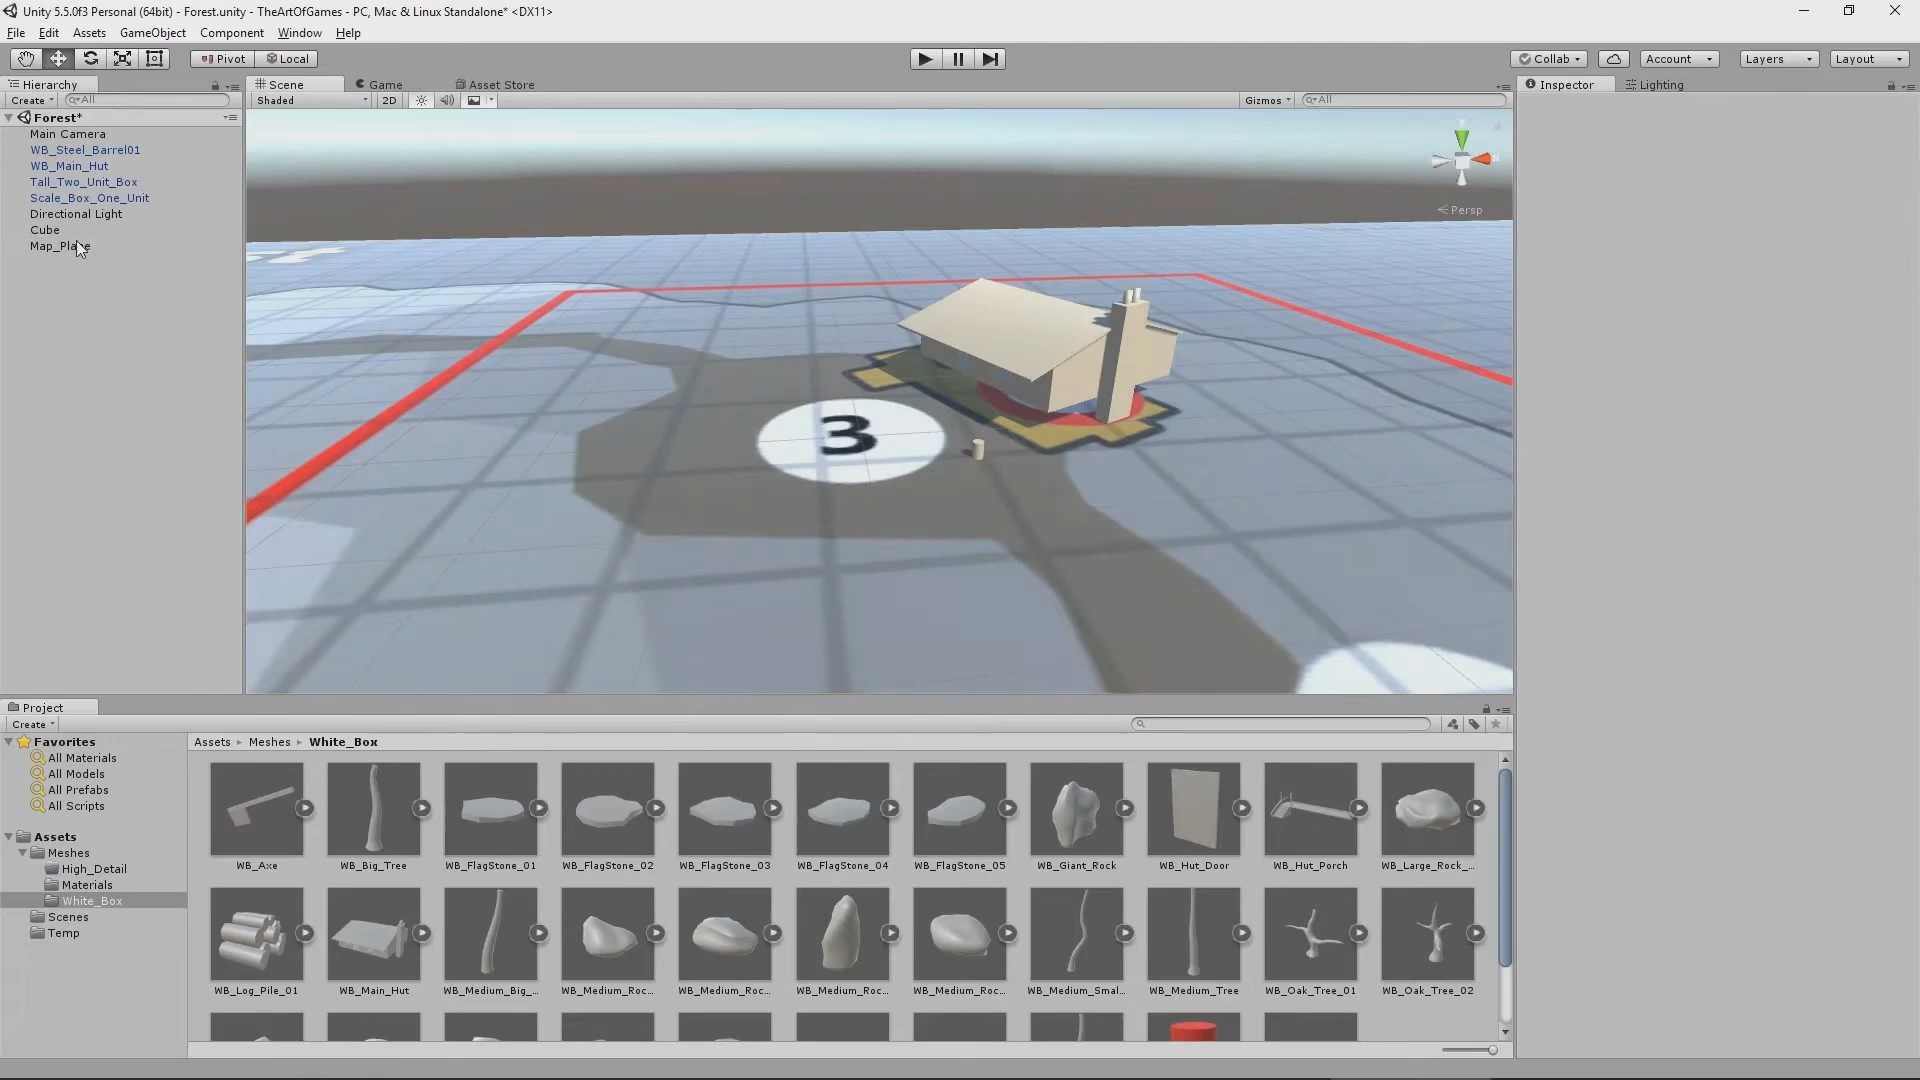 Unity 5.5.0f3 Personal (64bit) - Forest.unity - TheArtOfGames - PC, Mac & Linux Standalone* <DX11>
File Edit Assets GameObject Component Window Help
Pivot Local Collab Account Layers Layout
Hierarchy Scene Game Asset Store Inspector Lighting
Create All Shaded 2D Gizmos All
Forest*
Main Camera
WB_Steel_Barrel01
WB_Main_Hut
Tall_Two_Unit_Box
Scale_Box_One_Unit
Directional Light
Cube
Map_Plane
Y
Persp
3
Project
Create
Favorites
All Materials
All Models
All Prefabs
All Scripts
Assets
Meshes
High_Detail
Materials
White_Box
Scenes
Temp
Assets Meshes White_Box
WB_Axe WB_Big_Tree WB_FlagStone_01 WB_FlagStone_02 WB_FlagStone_03 WB_FlagStone_04 WB_FlagStone_05 WB_Giant_Rock WB_Hut_Door WB_Hut_Porch WB_Large_Rock_...
WB_Log_Pile_01 WB_Main_Hut WB_Medium_Big_... WB_Medium_Roc... WB_Medium_Roc... WB_Medium_Roc... WB_Medium_Roc... WB_Medium_Smal... WB_Medium_Tree WB_Oak_Tree_01 WB_Oak_Tree_02